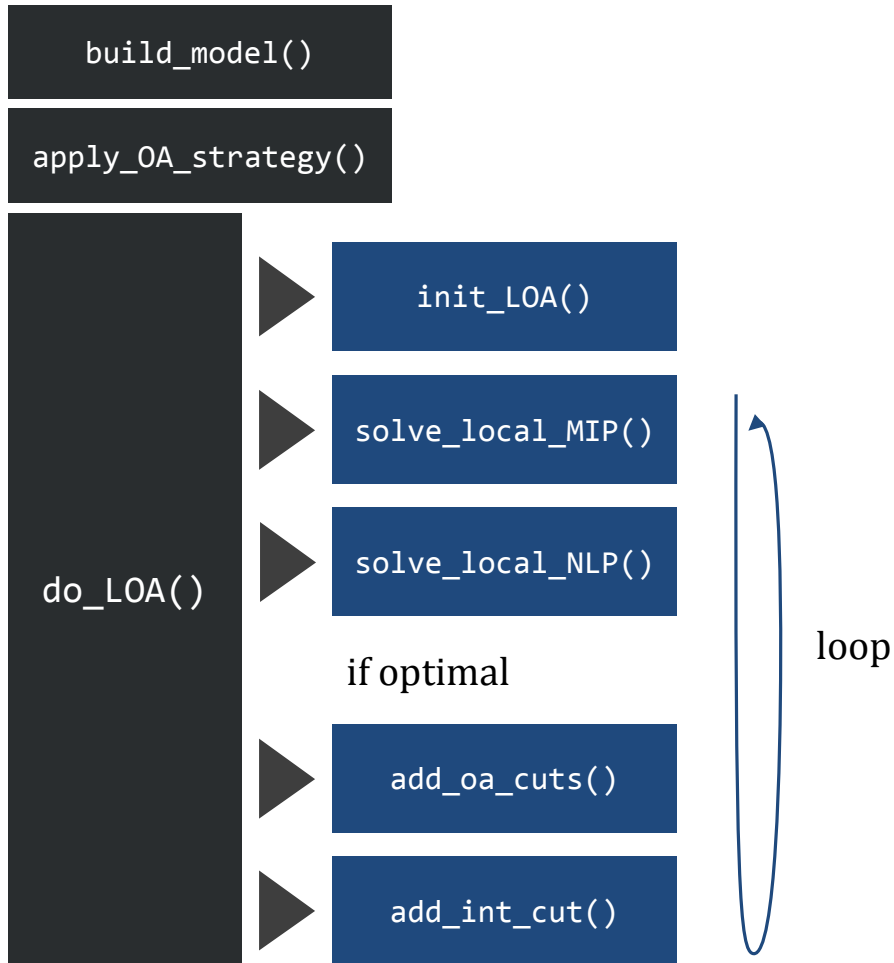 build_model()
apply_OA_strategy()
do_LOA()
init_LOA()
solve_local_MIP()
solve_local_NLP()
if optimal
add_oa_cuts()
add_int_cut()
loop